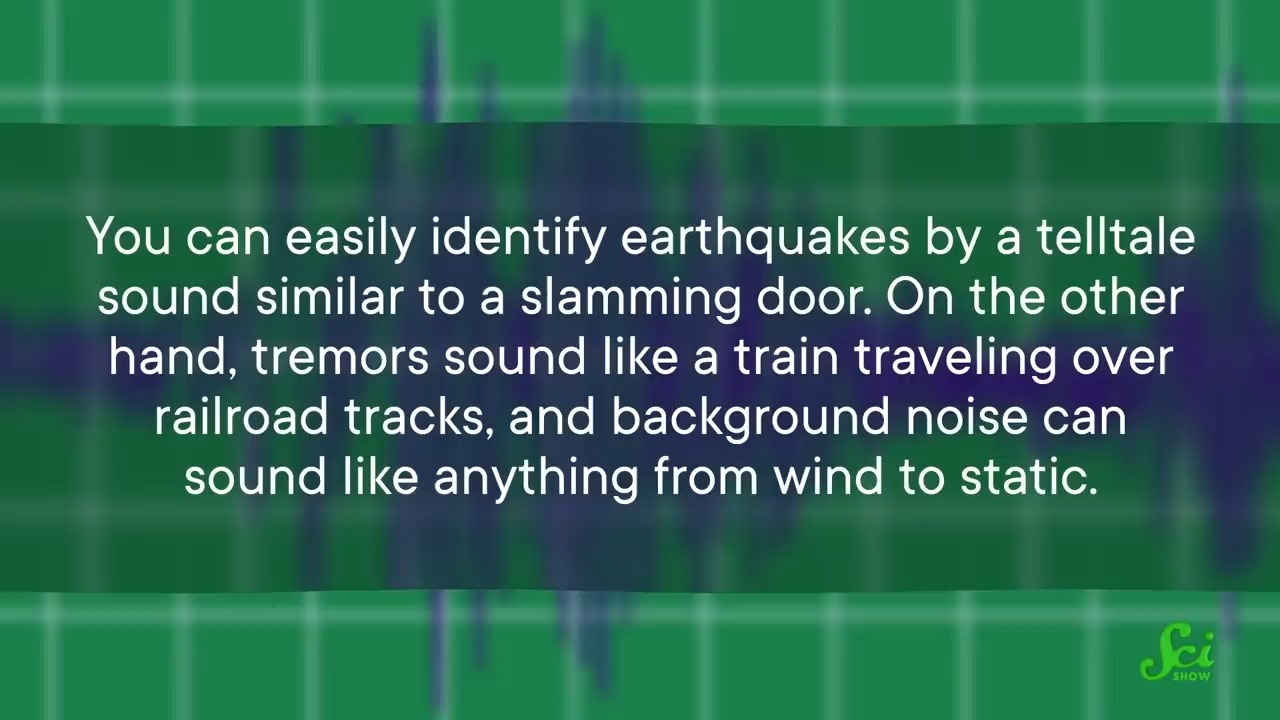 You can easily identify earthquakes by a telltale
sound similar to a slamming door. On the other
hand, tremors sound like a train traveling over
railroad tracks, and background noise can
sound like anything from wind to static.
Sci
SHOW